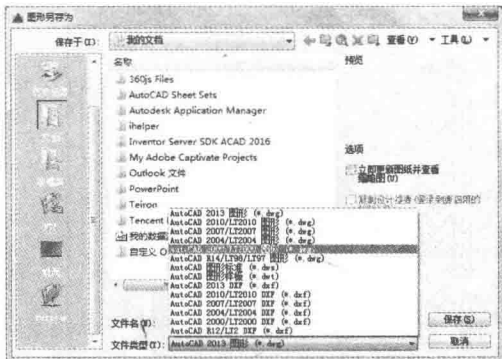 图形另存为
保存于(I): 我的文档 查看(V) 工具(L)
名称
预览
360js Files
AutoCAD Sheet Sets
Autodesk Application Manager
ihelper
Inventor Server SDK ACAD 2016
My Adobe Captivate Projects
Outlook 文件
PowerPoint
Teiron
Tencent
我的数据
自定义 O
选项
立即更新图纸并查看
缩略图(U)
AutoCAD 2013 图形 (*.dwg)
AutoCAD 2010/LT2010 图形 (*.dwg)
AutoCAD 2007/LT2007 图形 (*.dwg)
AutoCAD 2004/LT2004 图形 (*.dwg)
AutoCAD R14/LT98/LT97 图形 (*.dwg)
AutoCAD 图形标准 (*.dws)
AutoCAD 图形样板 (*.dwt)
AutoCAD 2013 DXF (*.dxf)
AutoCAD 2010/LT2010 DXF (*.dxf)
AutoCAD 2007/LT2007 DXF (*.dxf)
AutoCAD 2004/LT2004 DXF (*.dxf)
AutoCAD 2000/LT2000 DXF (*.dxf)
AutoCAD R12/LT2 DXF (*.dxf)
文件名(N):
保存(S)
文件类型(T): AutoCAD 2013 图形 (*.dwg)
取消